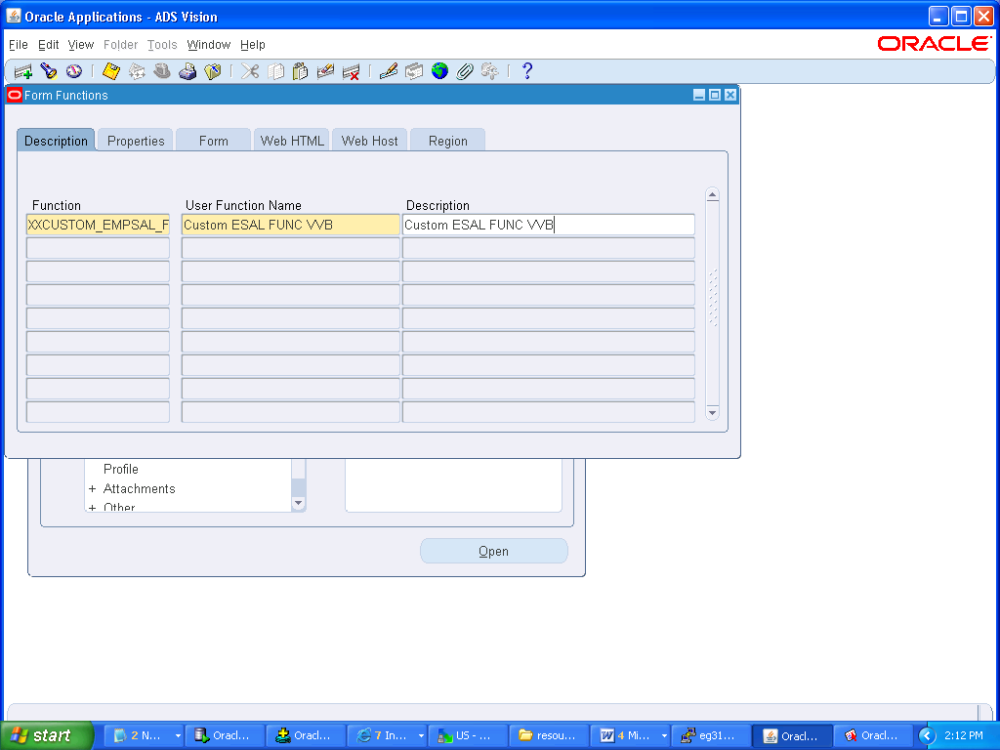 Oracle Applications - ADS Vision
File Edit View Folder Tools Window Help
ORACLE
Form Functions
Description Properties Form Web HTML Web Host Region
Function User Function Name Description
XXCUSTOM_EMPSAL_F Custom ESAL FUNC VVB Custom ESAL FUNC VVB
Profile
+ Attachments
+ Other
Open
start 2 N... Oracl... Oracl... 7 In... US - ... resou... 4 Mi... eg31... Oracl... Oracl... 2:12 PM